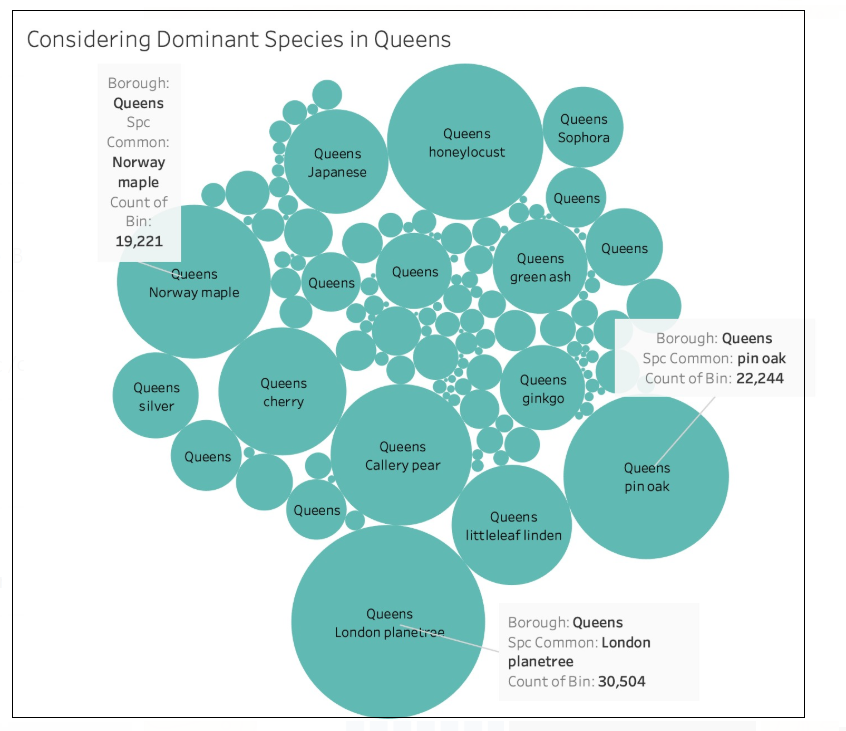 Considering Dominant Species in Queens
Borough:
Queens
Spc
Common:
Norway
maple
Count of
Bin:
19,221
Queens
honeylocust
Queens
Sophora
Queens
Japanese
Queens
Queens
Queens
green ash
Queens
Queens
Queens
Norway maple
Borough: Queens
Spc Common: pin oak
Count of Bin: 22,244
Queens
silver
Queens
cherry
Queens
ginkgo
Queens
Queens
Callery pear
Queens
pin oak
Queens
Queens
littleleaf linden
Queens
London planetree
Borough: Queens
Spc Common: London
planetree
Count of Bin: 30,504